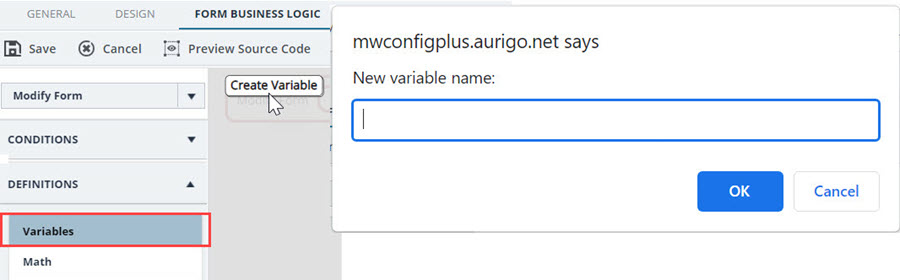 GENERAL DESIGN FORM BUSINESS LOGIC
Save Cancel Preview Source Code
Modify Form
CONDITIONS
DEFINITIONS
Variables
Math
Create Variable
Modify Form
mwconfigplus.aurigo.net says
New variable name:
OK Cancel